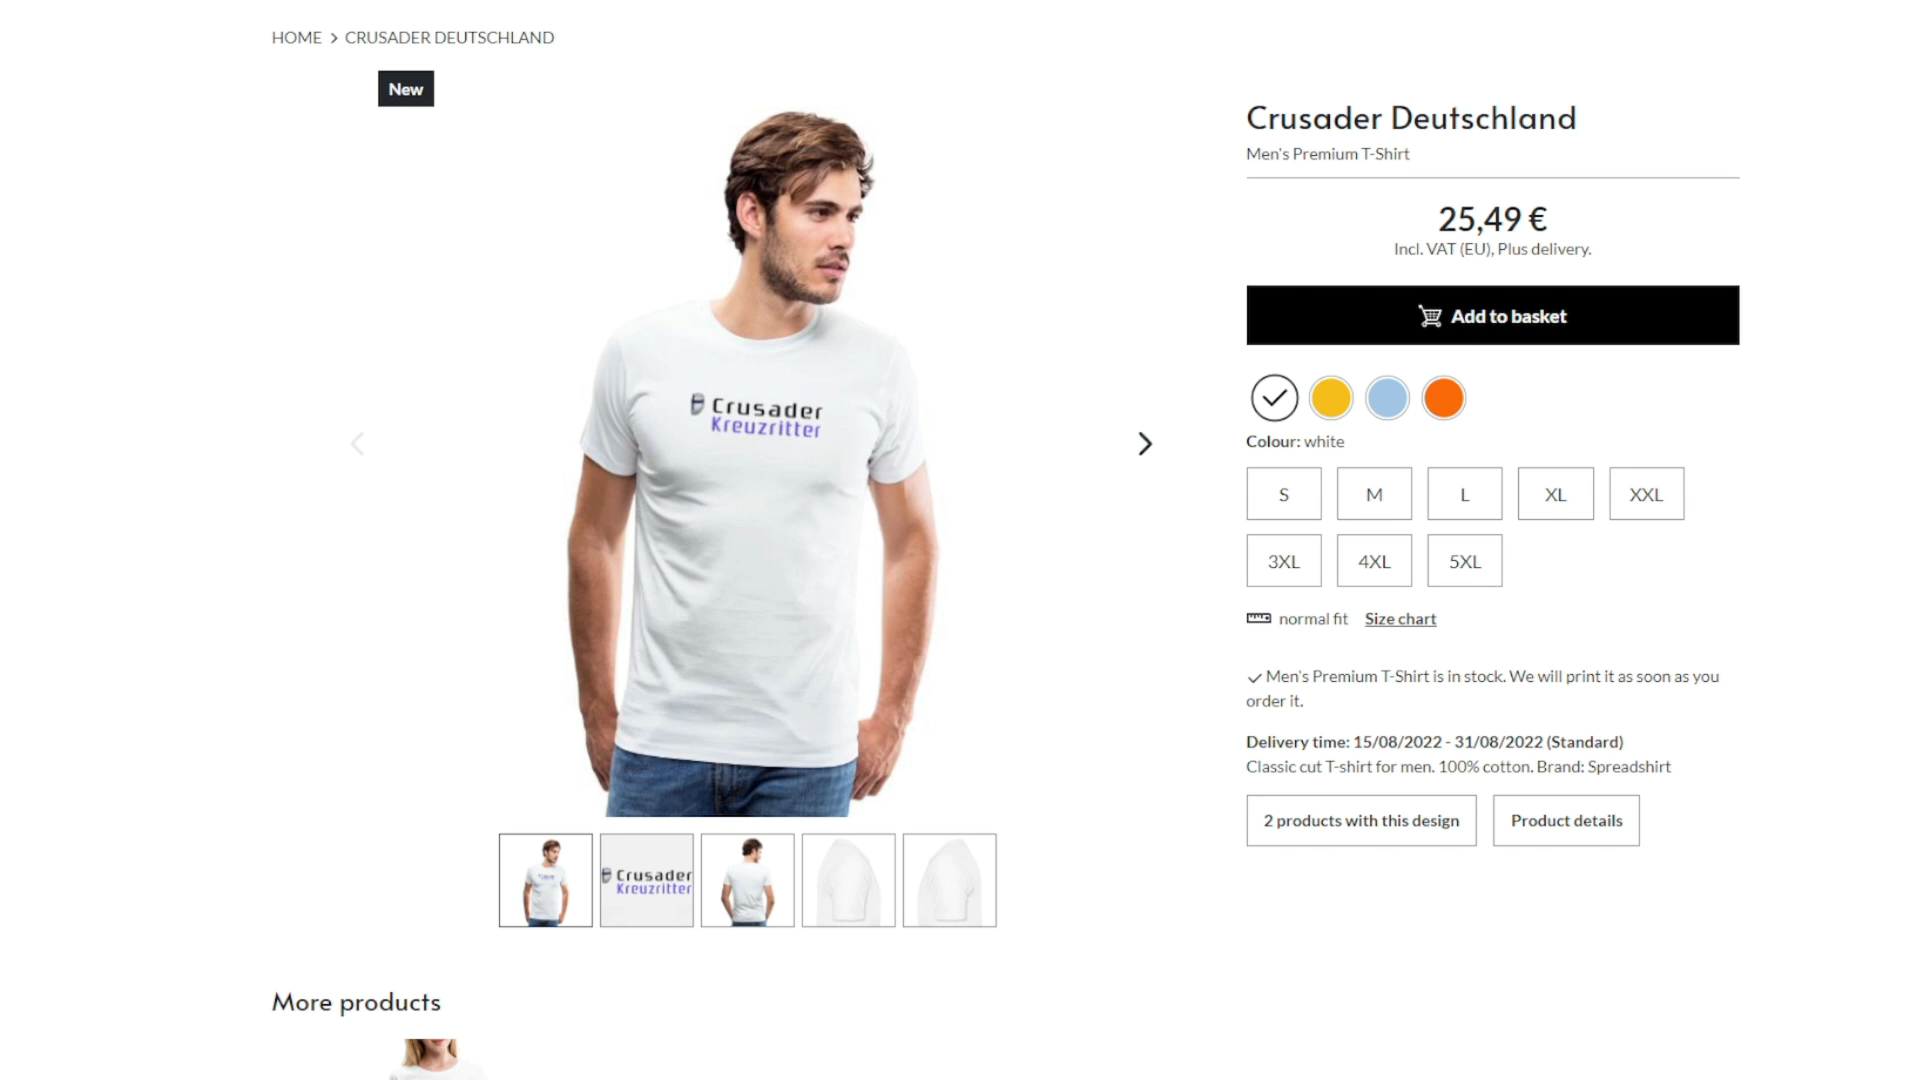 HOME > CRUSADER DEUTSCHLAND
New
Crusader
Kreuzritter
Crusader
Kreuzritter
More products
Crusader Deutschland
Men's Premium T-Shirt
25,49 €
Incl. VAT (EU), Plus delivery.
Add to basket
Colour: white
S M L XL XXL
3XL 4XL 5XL
normal fit Size chart
Men's Premium T-Shirt is in stock. We will print it as soon as you
order it.
Delivery time: 15/08/2022 - 31/08/2022 (Standard)
Classic cut T-shirt for men. 100% cotton. Brand: Spreadshirt
2 products with this design Product details